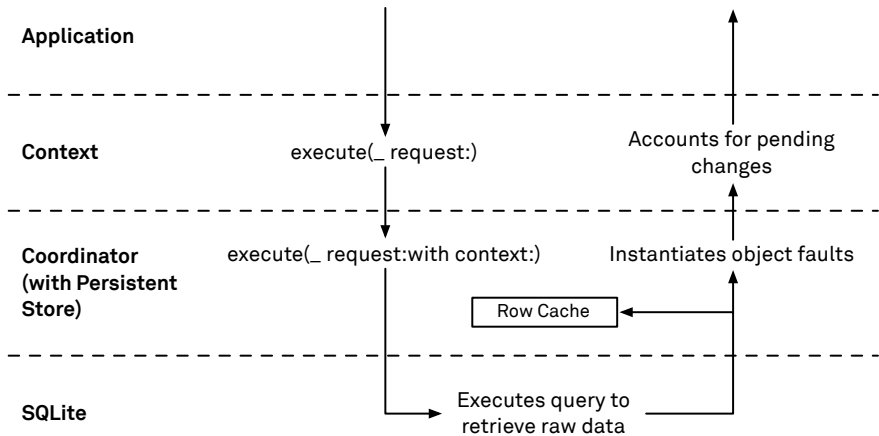 Application
Context
execute(_ request:)
Accounts for pending
changes
Coordinator
(with Persistent
Store)
execute(_ request:with context:)
Instantiates object faults
Row Cache
SQLite
Executes query to
retrieve raw data